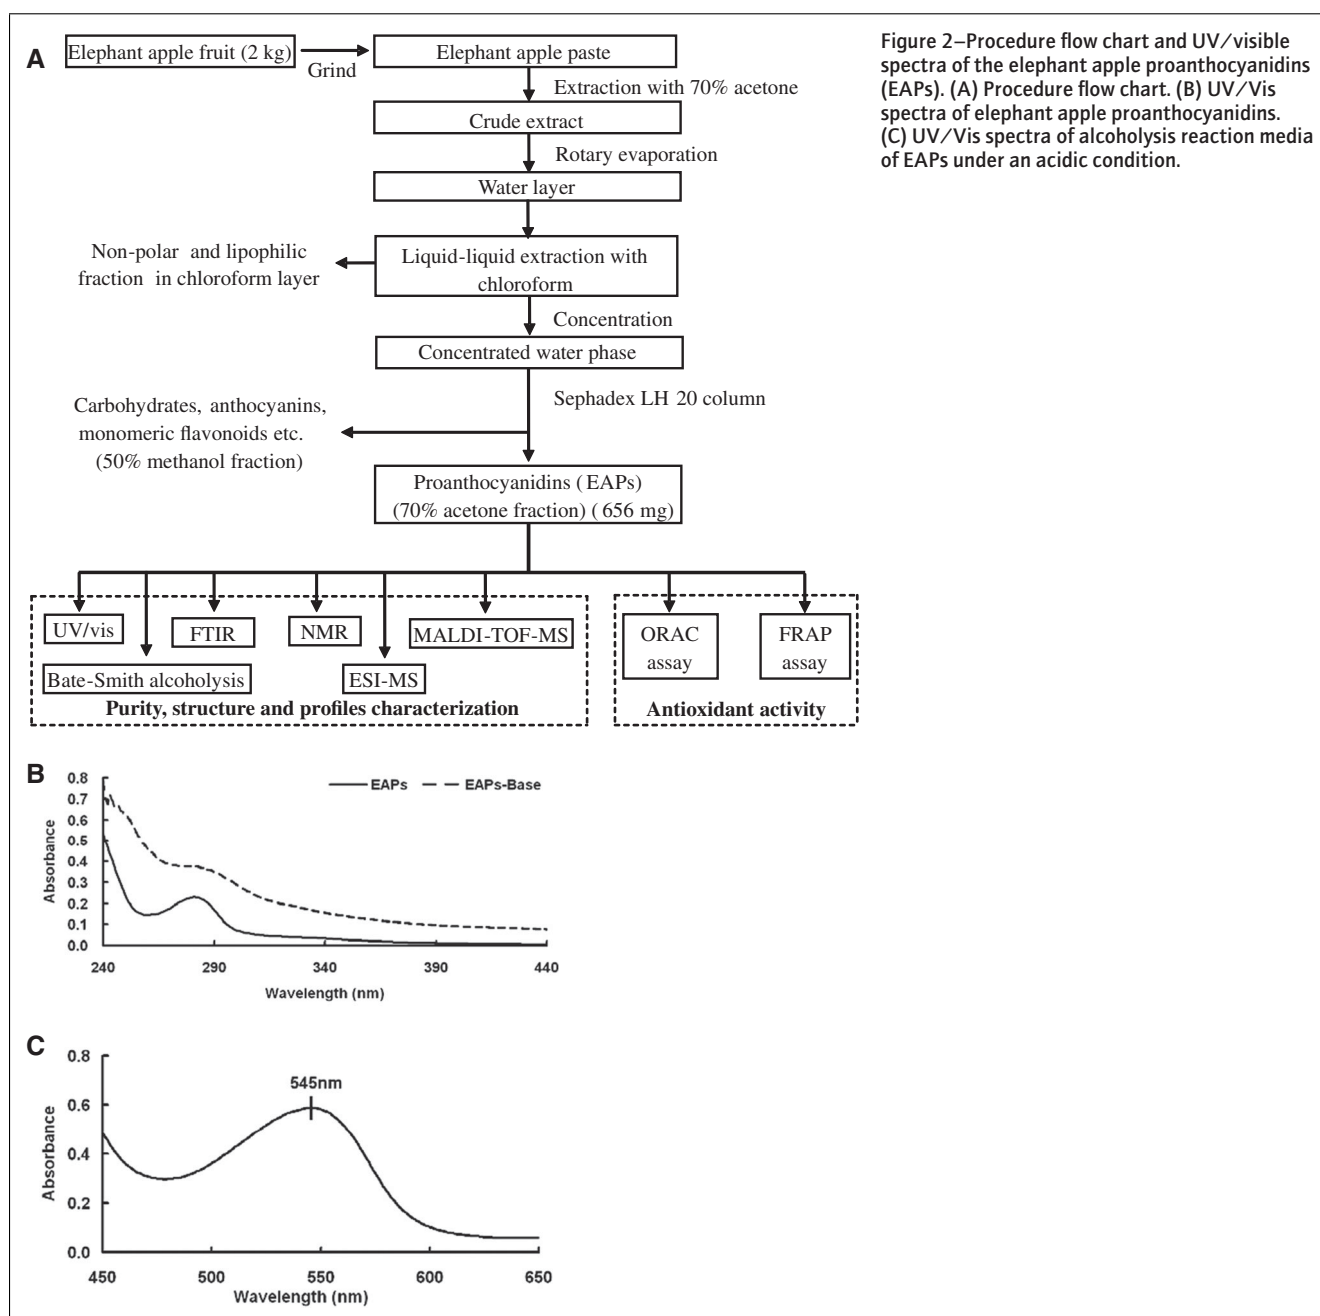 A
Elephant apple fruit (2 kg)
Grind
Elephant apple paste
Extraction with 70% acetone
Crude extract
Rotary evaporation
Water layer
Non-polar and lipophilic
fraction in chloroform layer
Liquid-liquid extraction with
chloroform
Concentration
Concentrated water phase
Sephadex LH 20 column
Carbohydrates, anthocyanins,
monomeric flavonoids etc.
(50% methanol fraction)
Proanthocyanidins (EAPs)
(70% acetone fraction) (656 mg)
UV/vis
FTIR
NMR
MALDI-TOF-MS
Bate-Smith alcoholysis
ESI-MS
Purity, structure and profiles characterization
ORAC
assay
FRAP
assay
Antioxidant activity
Figure 2–Procedure flow chart and UV/visible
spectra of the elephant apple proanthocyanidins
(EAPs). (A) Procedure flow chart. (B) UV/Vis
spectra of elephant apple proanthocyanidins.
(C) UV/Vis spectra of alcoholysis reaction media
of EAPs under an acidic condition.
B
EAPs
EAPs-Base
Absorbance
0.8
0.7
0.6
0.5
0.4
0.3
0.2
0.1
0.0
240 290 340 390 440
Wavelength (nm)
C
545nm
Absorbance
0.8
0.6
0.4
0.2
0.0
450 500 550 600 650
Wavelength (nm)